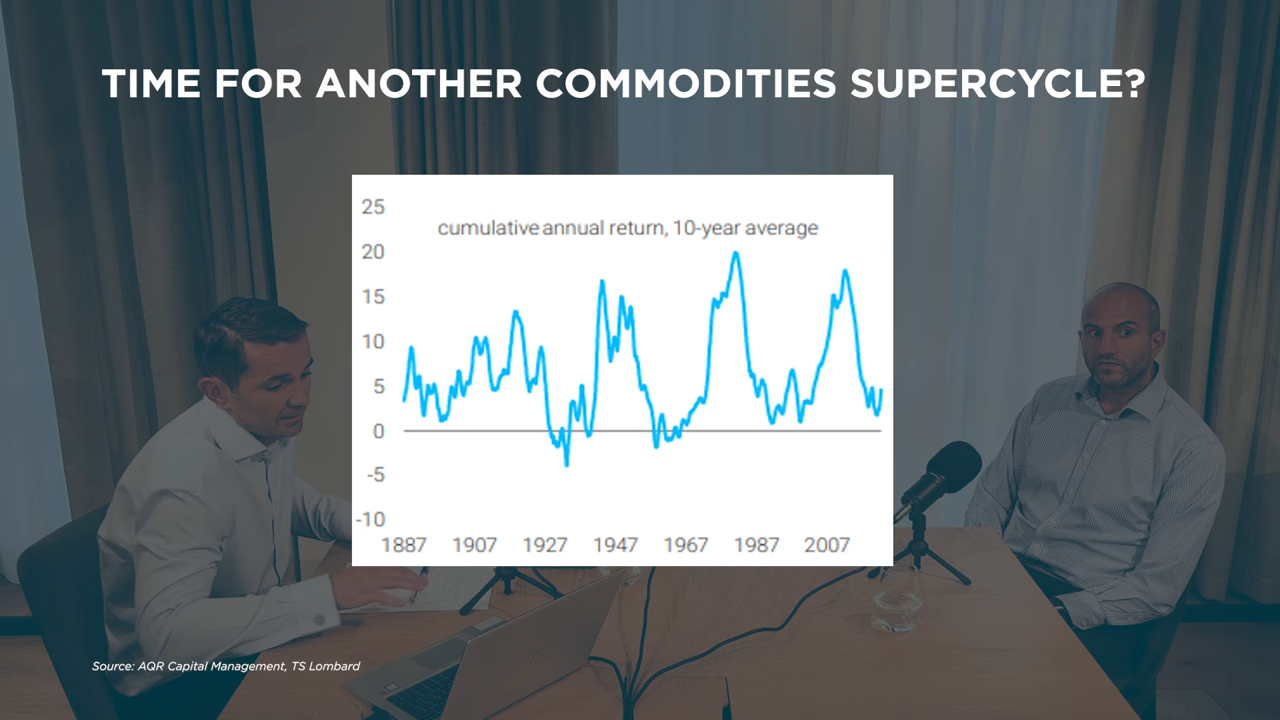 TIME FOR ANOTHER COMMODITIES SUPERCYCLE?
25
cumulative annual return, 10-year average
20
15
10
5
0
-5
-10
1887 1907 1927 1947 1967 1987 2007
Source: AQR Capital Management, TS Lombard